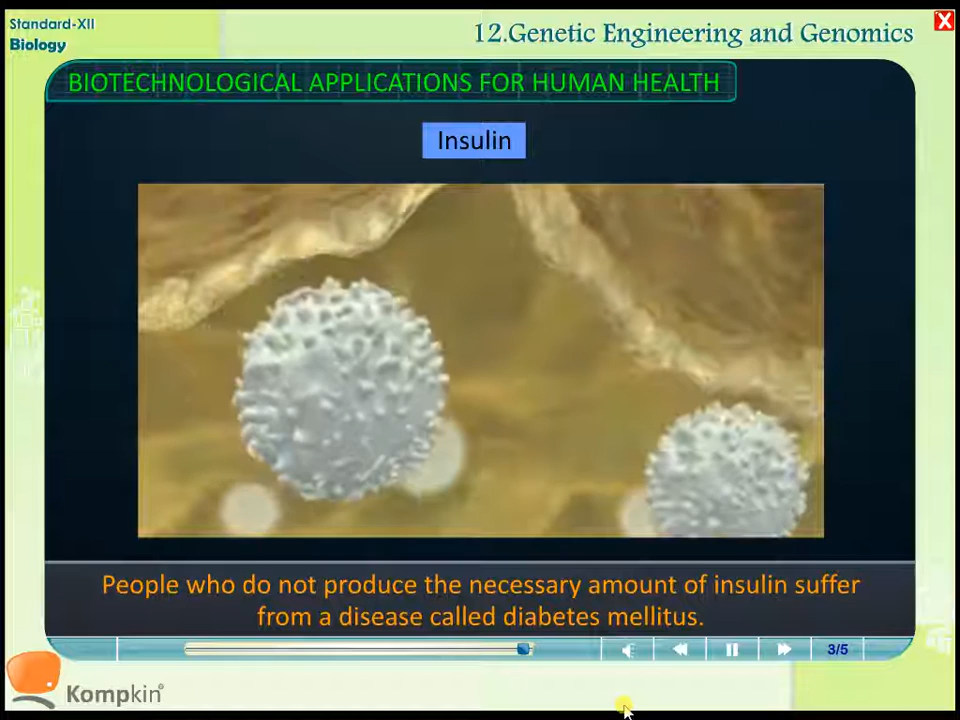 Standard-XII
Biology
12.Genetic Engineering and Genomics
X
BIOTECHNOLOGICAL APPLICATIONS FOR HUMAN HEALTH
Insulin
People who do not produce the necessary amount of insulin suffer
from a disease called diabetes mellitus.
3/5
Kompkin®